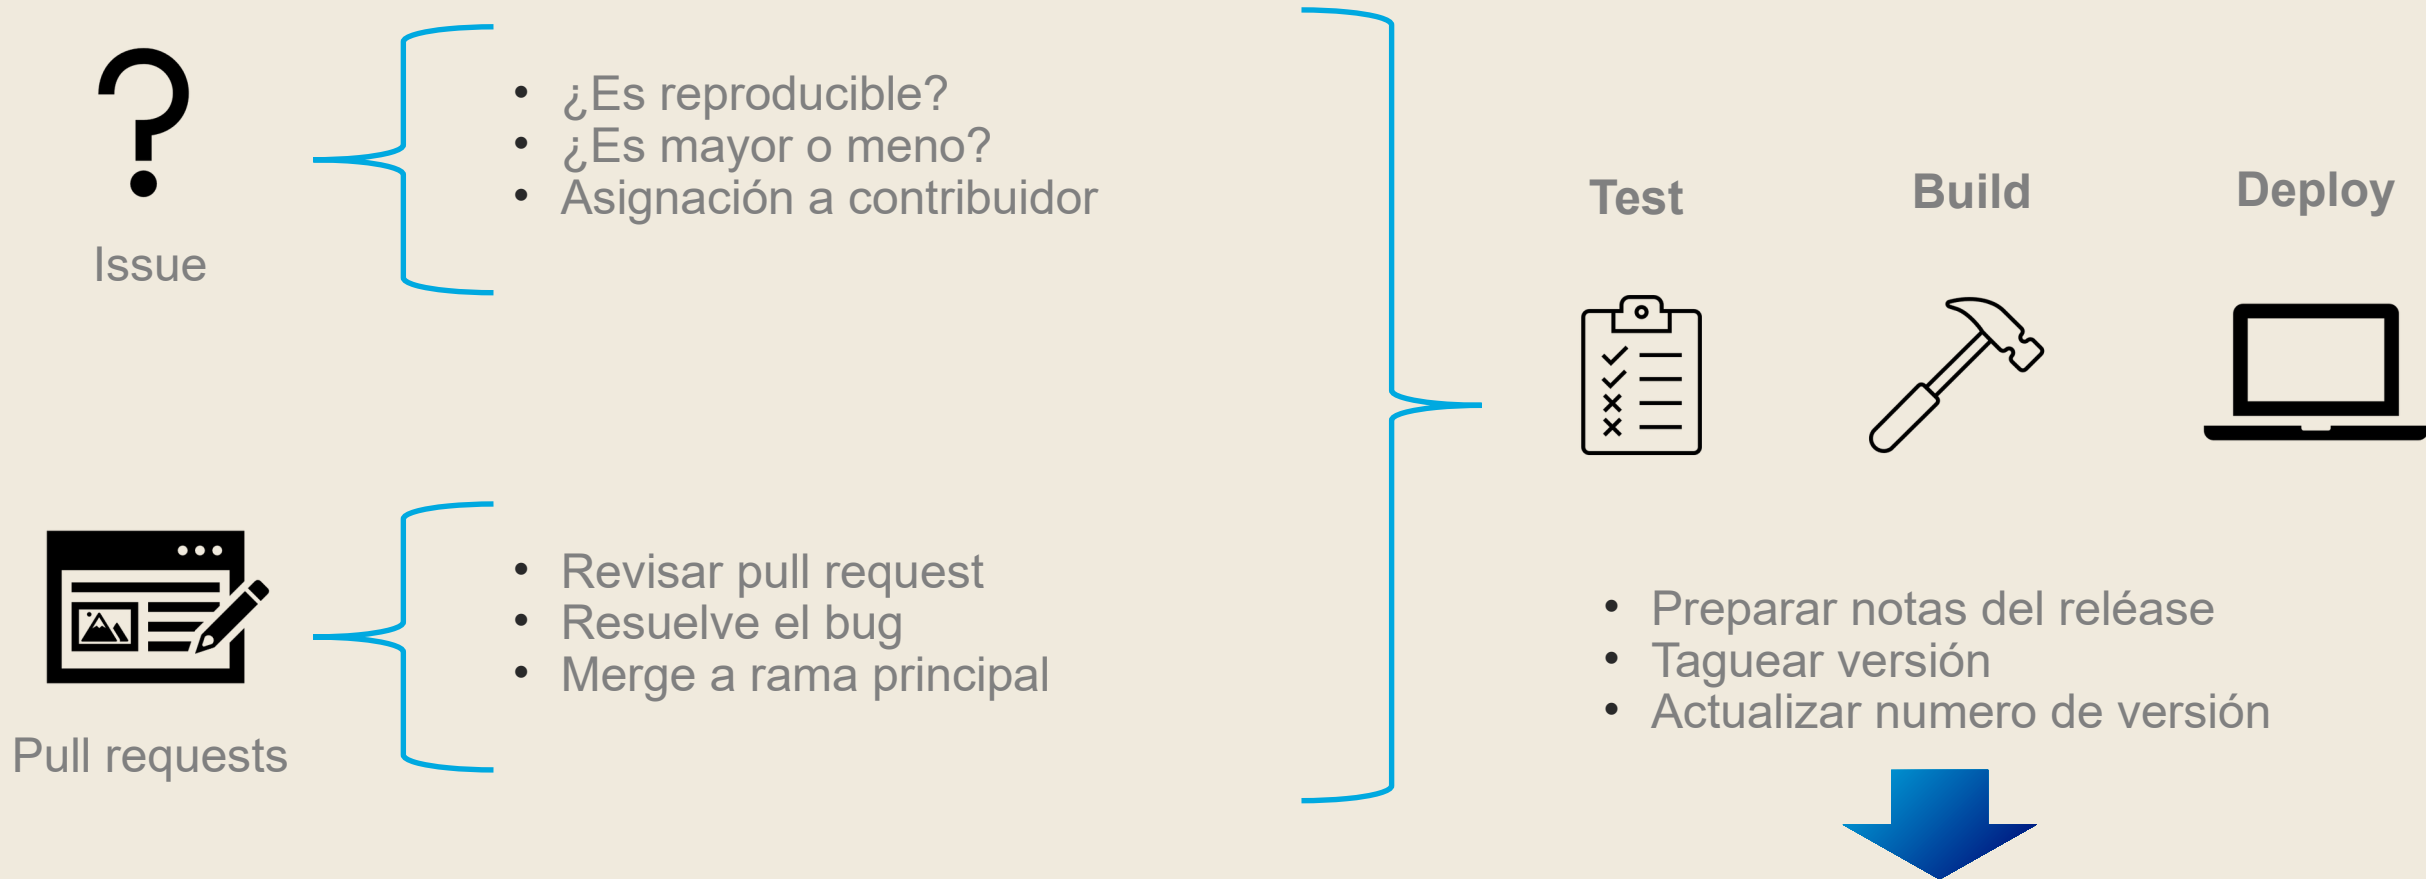 Issue
• ¿Es reproducible?
• ¿Es mayor o meno?
• Asignación a contribuidor
Pull requests
• Revisar pull request
• Resuelve el bug
• Merge a rama principal
Test
Build
Deploy
• Preparar notas del reléase
• Taguear versión
• Actualizar numero de versión